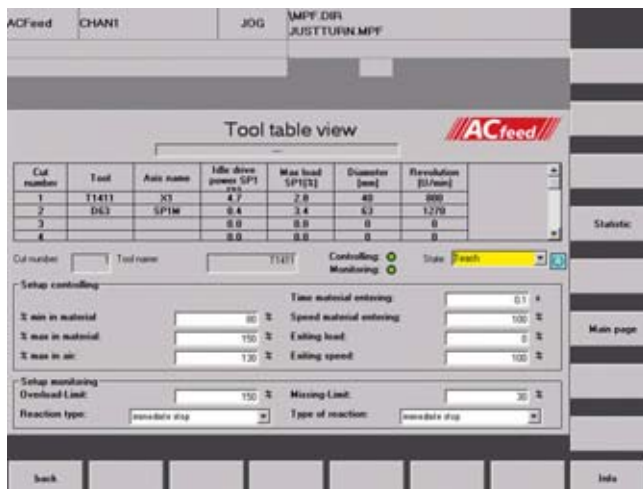 ACFeed CHAN1 JOG \MPF.DIR
JUSTTURN.MPF
Tool table view
ACfeed
---
Cut number Tool Axis name Idle drive power SP1 Max load SP1[%] Diameter [mm] Revolution [U/min]
1 T1411 X1 4.7 2.0 40 800
2 D63 SP1M 0.4 3.4 63 1270
3 0.0 0.0 0 0
4 0.0 0.0 0 0
Statistic
Cut number 1 Tool name T1411 Controlling: State: Teach
Monitoring:
Setup controlling
Time material entering: 0.1 s
% min in material 80 % Speed material entering: 100 %
% max in material: 150 % Exiting load: 0 %
% max in air: 130 % Exiting speed: 100 %
Main page
Setup monitoring
Overload-Limit: 150 % Missing-Limit: 30 %
Reaction type: immediate stop Type of reaction: immediate stop
back Info